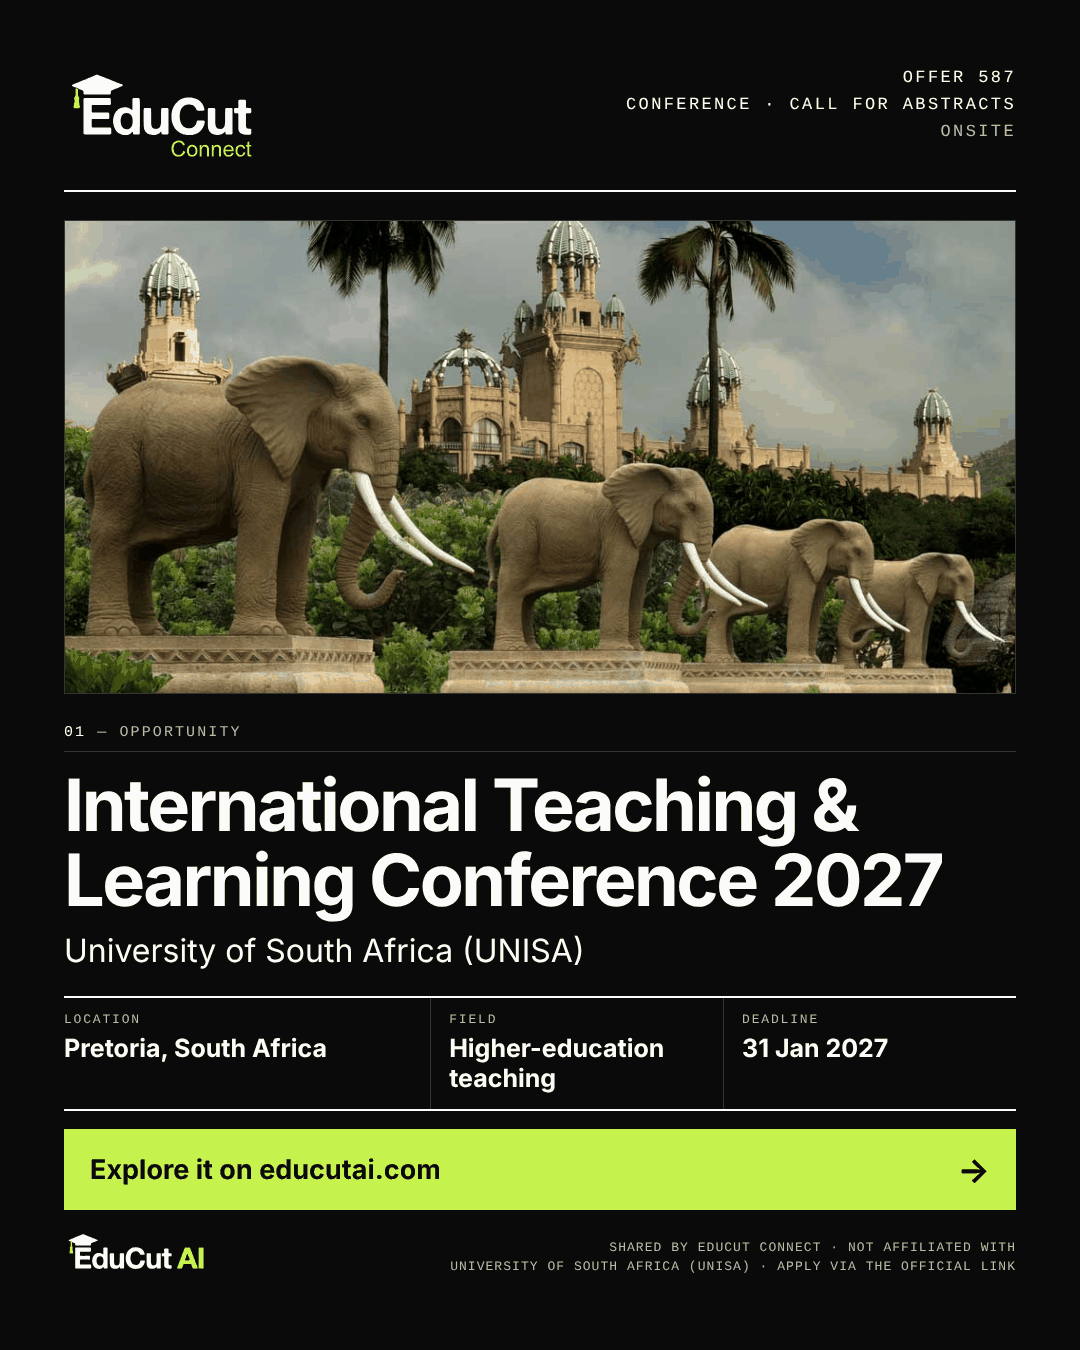 EduCut
Connect
OFFER 587
CONFERENCE · CALL FOR ABSTRACTS
ONSITE
01 — OPPORTUNITY
International Teaching &
Learning Conference 2027
University of South Africa (UNISA)
LOCATION
Pretoria, South Africa
FIELD
Higher-education
teaching
DEADLINE
31 Jan 2027
Explore it on educutai.com →
EduCut AI
SHARED BY EDUCUT CONNECT · NOT AFFILIATED WITH
UNIVERSITY OF SOUTH AFRICA (UNISA) · APPLY VIA THE OFFICIAL LINK